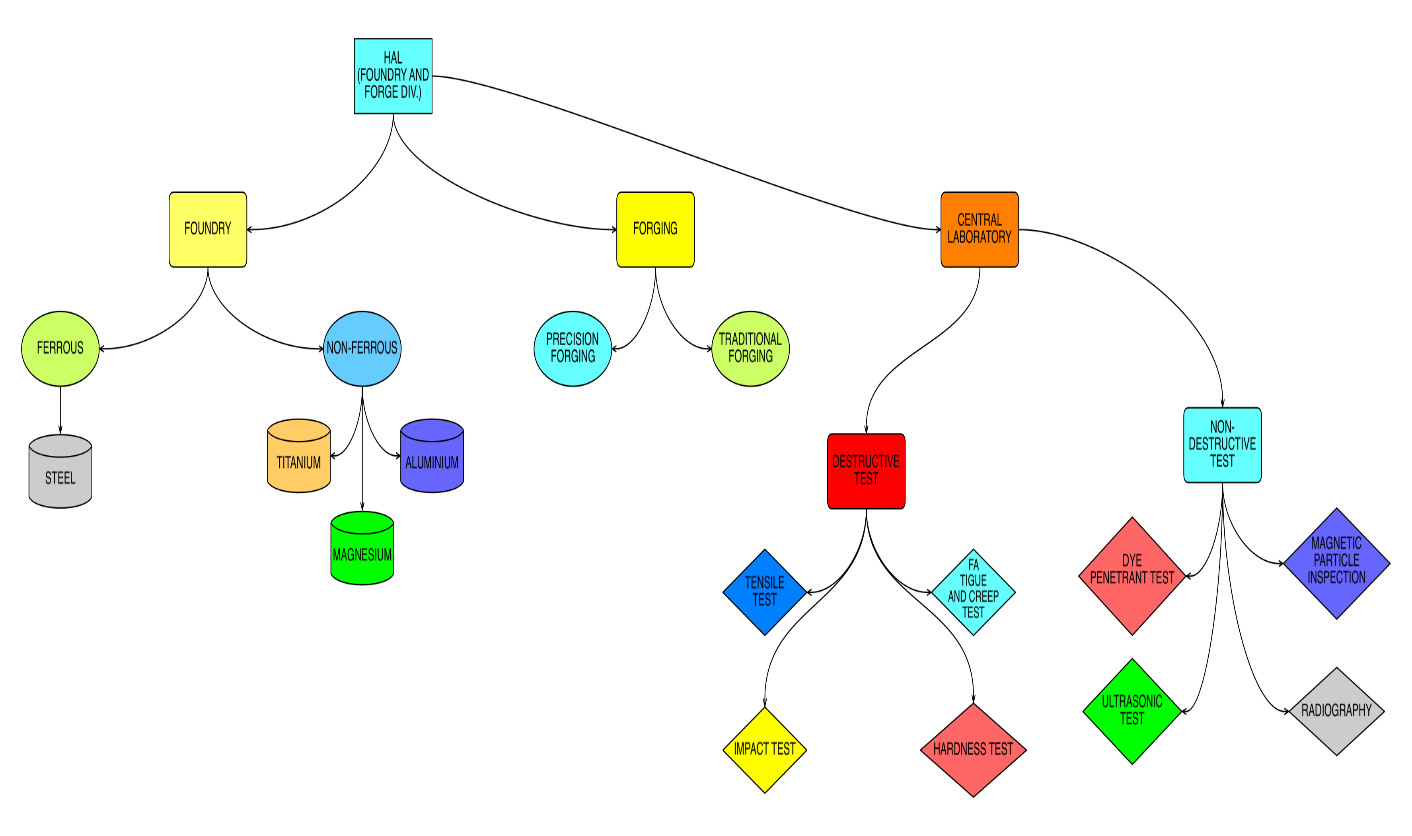 HAL
(FOUNDRY AND
FORGE DIV.)
FOUNDRY
FORGING
CENTRAL
LABORATORY
FERROUS
NON-FERROUS
PRECISION
FORGING
TRADITIONAL
FORGING
STEEL
TITANIUM
ALUMINIUM
MAGNESIUM
DESTRUCTIVE
TEST
NON-
DESTRUCTIVE
TEST
TENSILE
TEST
FA
TIGUE
AND CREEP
TEST
DYE
PENETRANT TEST
MAGNETIC
PARTICLE
INSPECTION
IMPACT TEST
HARDNESS TEST
ULTRASONIC
TEST
RADIOGRAPHY